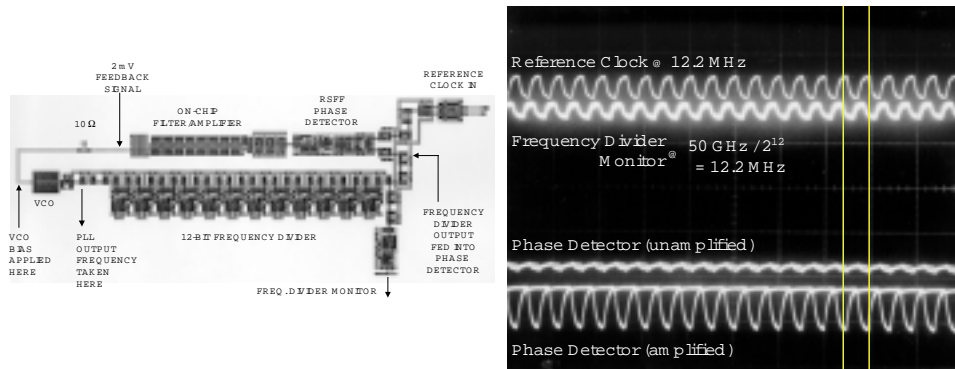 2mV
FEEDBACK
SIGNAL
REFERENCE
CLOCK IN
RSFF
PHASE
DETECTOR
ON-CHIP
FILTER AMPLIFIER
10Ω
VCO
VCO
BIAS
APPLIED
HERE
PLL
OUTPUT
FREQUENCY
TAKEN
HERE
12-BIT FREQUENCY DIVIDER
FREQUENCY
DIVIDER
OUTPUT
FED INTO
PHASE
DETECTOR
FREQ. DIVIDER MONITOR
Reference Clock @ 12.2 MHz
Frequency Divider
Monitor @
50 GHz /2¹²
= 12.2 MHz
Phase Detector (unamplified)
Phase Detector (amplified)